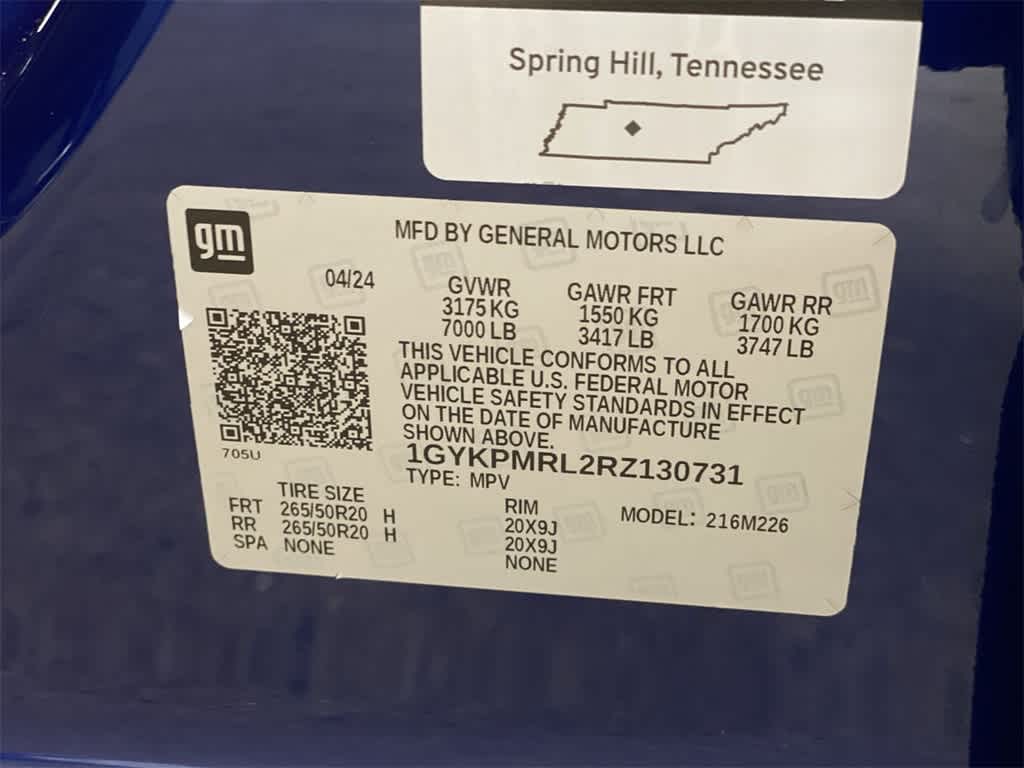 Spring Hill, Tennessee
gm
MFD BY GENERAL MOTORS LLC
04/24
GVWR
3175 KG
7000 LB
GAWR FRT
1550 KG
3417 LB
GAWR RR
1700 KG
3747 LB
THIS VEHICLE CONFORMS TO ALL
APPLICABLE U.S. FEDERAL MOTOR
VEHICLE SAFETY STANDARDS IN EFFECT
ON THE DATE OF MANUFACTURE
SHOWN ABOVE.
705U
1GYKPMRL2RZ130731
TYPE: MPV
TIRE SIZE
FRT 265/50R20 H
RR 265/50R20 H
SPA NONE
RIM
20X9J
20X9J
NONE
MODEL: 216M226